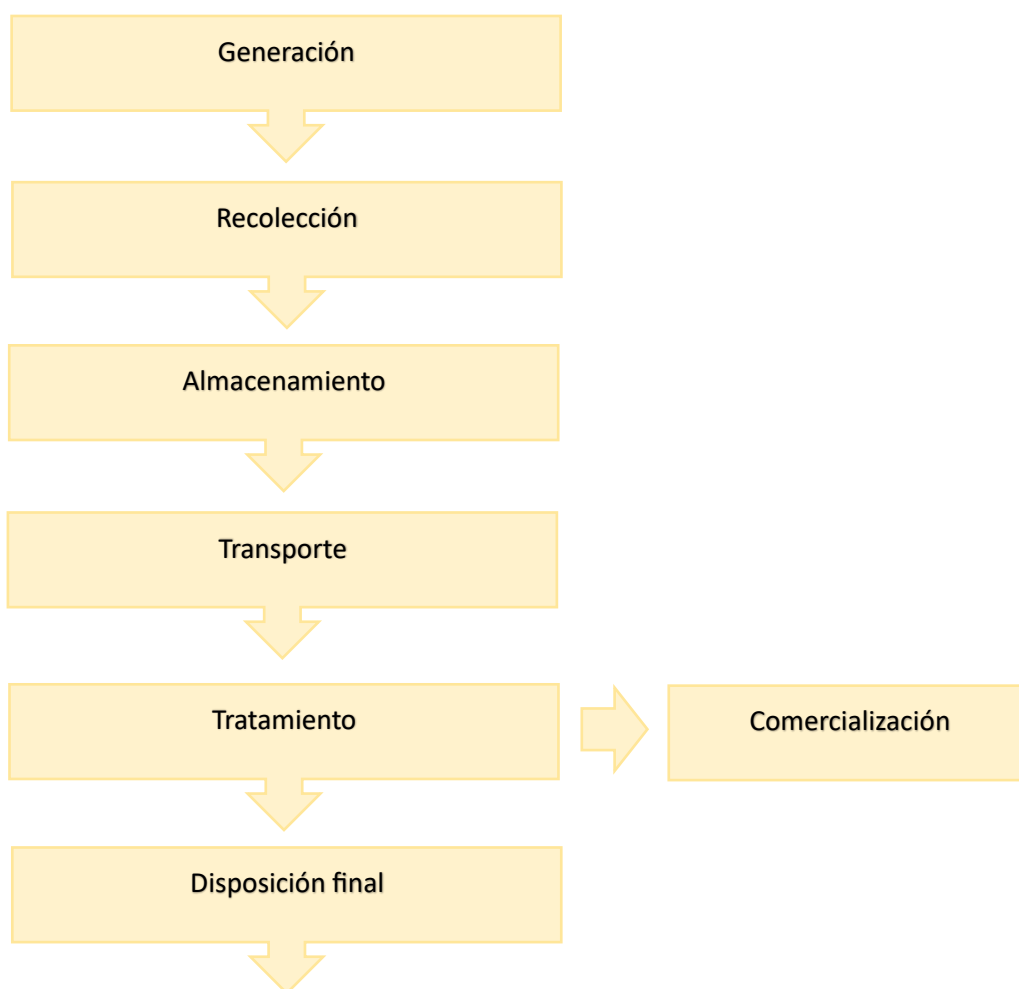 Generación
Recolección
Almacenamiento
Transporte
Tratamiento
Comercialización
Disposición final